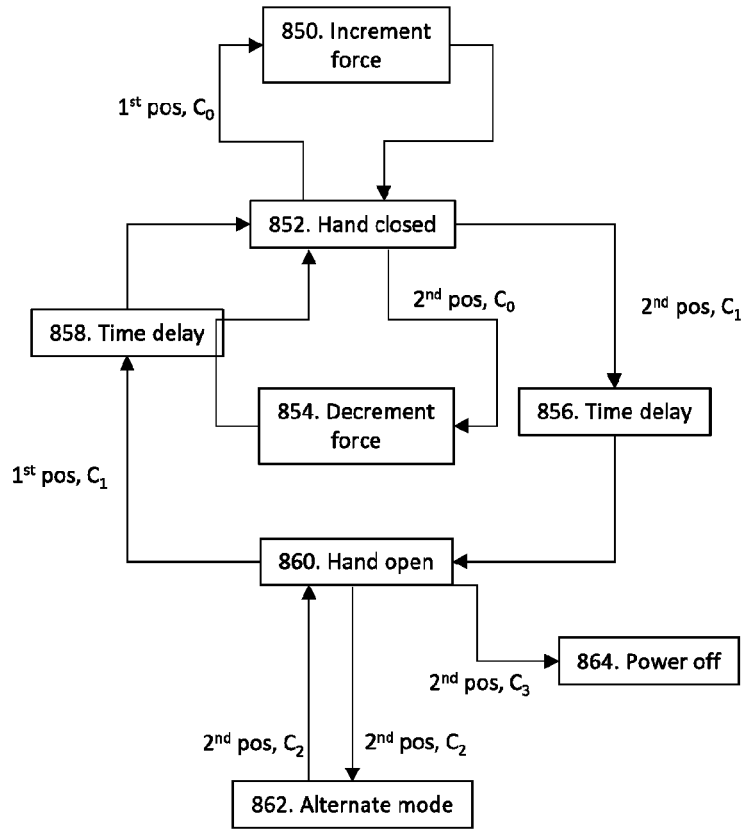 850. Increment
force
1st pos, C0
852. Hand closed
2nd pos, C0
2nd pos, C1
858. Time delay
854. Decrement
force
856. Time delay
1st pos, C1
860. Hand open
864. Power off
2nd pos, C3
2nd pos, C2
2nd pos, C2
862. Alternate mode